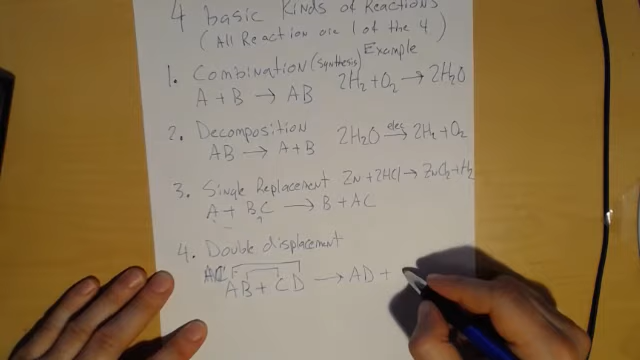 4 basic Kinds of Reactions
(All Reaction are 1 of the 4)
Example
1. Combination (Synthesis) 2H₂ + O₂ → 2H₂O
A + B → AB
2. Decomposition 2H₂O elec→ 2H₂ + O₂
AB → A + B
3. Single Replacement Zn + 2HCl → ZnCl₂ + H₂
A + BC → B + AC
4. Double displacement
AB + CD → AD +